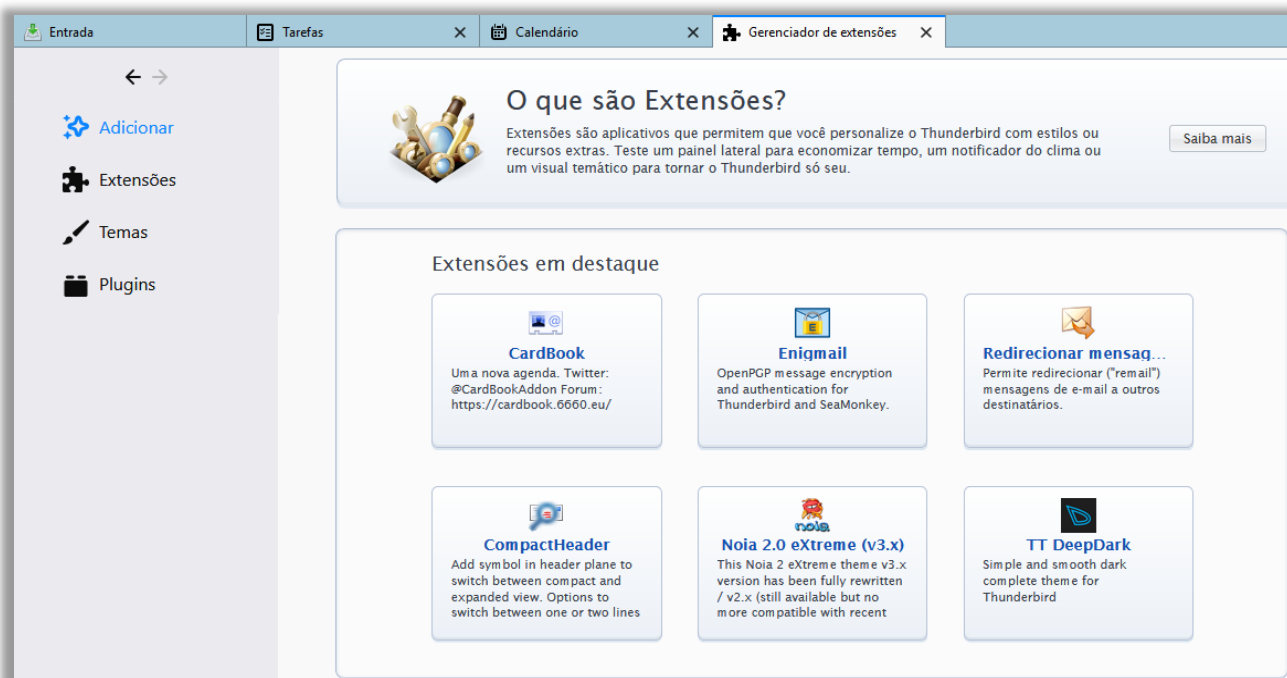 Entrada
Tarefas
Calendário
Gerenciador de extensões
Adicionar
Extensões
Temas
Plugins
O que são Extensões?
Extensões são aplicativos que permitem que você personalize o Thunderbird com estilos ou
recursos extras. Teste um painel lateral para economizar tempo, um notificador do clima ou
um visual temático para tornar o Thunderbird só seu.
Saiba mais
Extensões em destaque
@
CardBook
Uma nova agenda. Twitter:
@CardBookAddon Forum:
https://cardbook.6660.eu/
E
Enigmail
OpenPGP message encryption
and authentication for
Thunderbird and SeaMonkey.
Redirecionar mensag...
Permite redirecionar ("remail")
mensagens de e-mail a outros
destinatários.
CompactHeader
Add symbol in header plane to
switch between compact and
expanded view. Options to
switch between one or two lines
noia
Noia 2.0 eXtreme (v3.x)
This Noia 2 eXtreme theme v3.x
version has been fully rewritten
/ v2.x (still available but no
more compatible with recent
TT DeepDark
Simple and smooth dark
complete theme for
Thunderbird